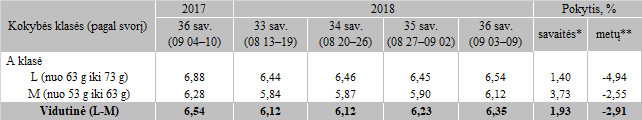 Kokybės klasės (pagal svorį) 2017 2018 Pokytis, %
36 sav. (09 04–10) 33 sav. (08 13–19) 34 sav. (08 20–26) 35 sav. (08 27–09 02) 36 sav. (09 03–09) savaitės* metų**
A klasė
L (nuo 63 g iki 73 g) 6,88 6,44 6,46 6,45 6,54 1,40 -4,94
M (nuo 53 g iki 63 g) 6,28 5,84 5,87 5,90 6,12 3,73 -2,55
Vidutinė (L-M) 6,54 6,12 6,12 6,23 6,35 1,93 -2,91